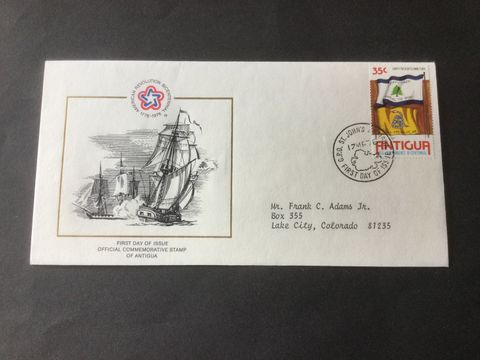 AMERICAN REVOLUTION BICENTENNIAL
1776-1976
35c
ANTIGUA
G.P.O. ST. JOHN'S
FIRST DAY OF ISSUE
Mr. Frank C. Adams Jr.
Box 355
Lake City, Colorado 81235
FIRST DAY OF ISSUE
OFFICIAL COMMEMORATIVE STAMP
OF ANTIGUA